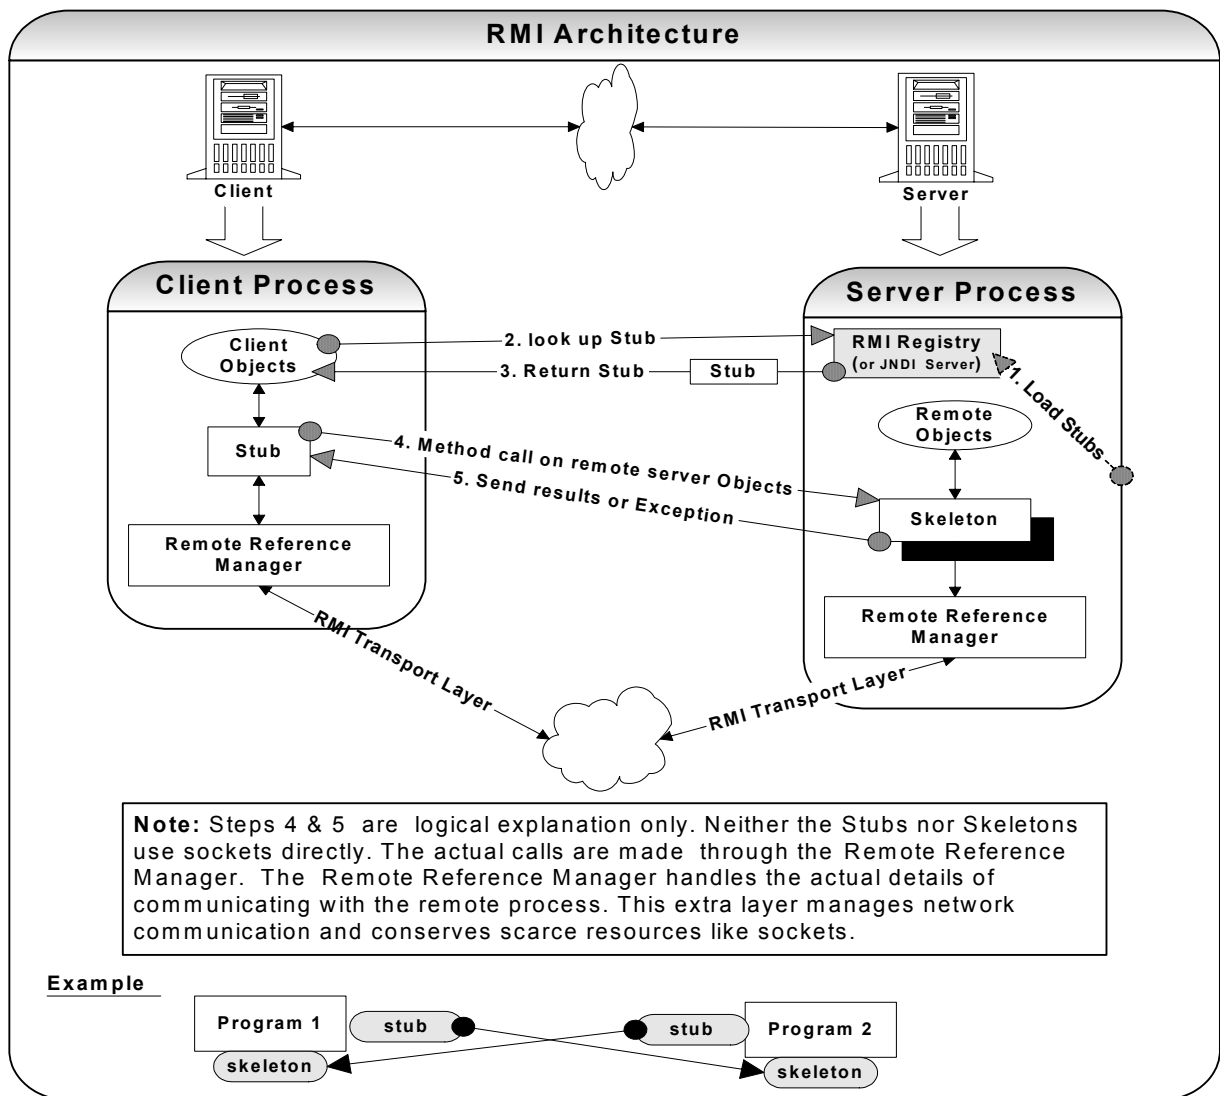 RMI Architecture
Client
Server
Client Process
Server Process
Client
Objects
2. look up Stub
RMI Registry
(or JNDI Server)
3. Return Stub
Stub
1. Load Stubs
Remote
Objects
Stub
4. Method call on remote server Objects
5. Send results or Exception
Skeleton
Remote Reference
Manager
Remote Reference
Manager
RMI Transport Layer
RMI Transport Layer
Note: Steps 4 & 5 are logical explanation only. Neither the Stubs nor Skeletons
use sockets directly. The actual calls are made through the Remote Reference
Manager. The Remote Reference Manager handles the actual details of
communicating with the remote process. This extra layer manages network
communication and conserves scarce resources like sockets.
Example
Program 1
stub
stub
Program 2
skeleton
skeleton